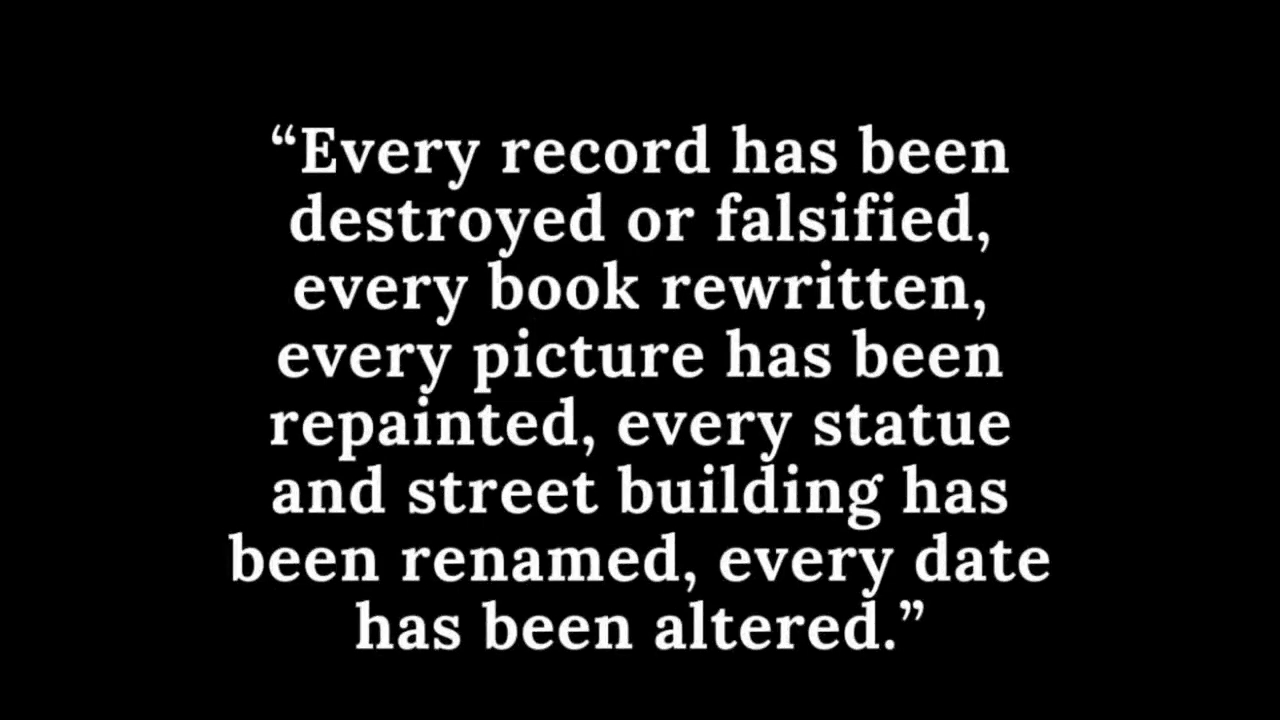 “Every record has been
destroyed or falsified,
every book rewritten,
every picture has been
repainted, every statue
and street building has
been renamed, every date
has been altered.”